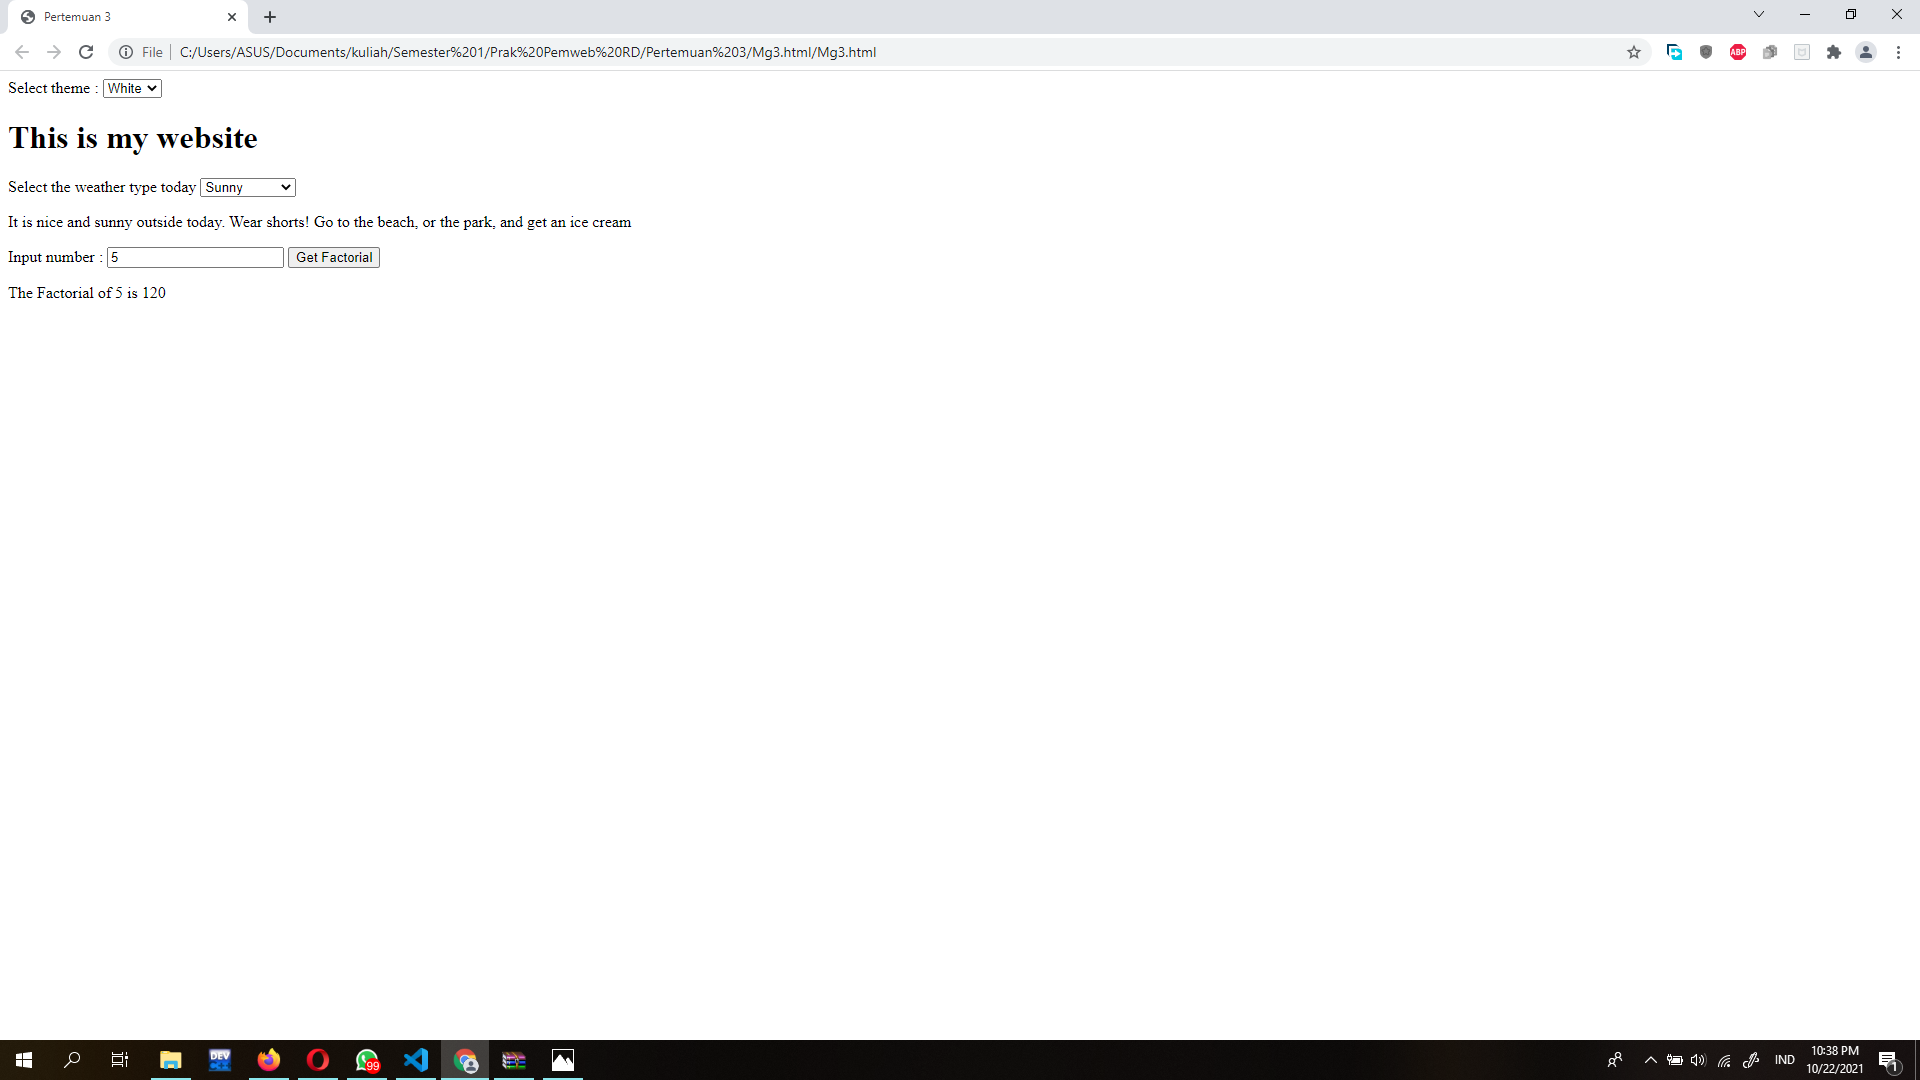 Pertemuan 3
File
C:/Users/ASUS/Documents/kuliah/Semester%201/Prak%20Pemweb%20RD/Pertemuan%203/Mg3.html/Mg3.html
ABP
Select theme : White
This is my website
Select the weather type today Sunny
It is nice and sunny outside today. Wear shorts! Go to the beach, or the park, and get an ice cream
Input number : 5 Get Factorial
The Factorial of 5 is 120
DEV
99
IND
10:38 PM
10/22/2021
1